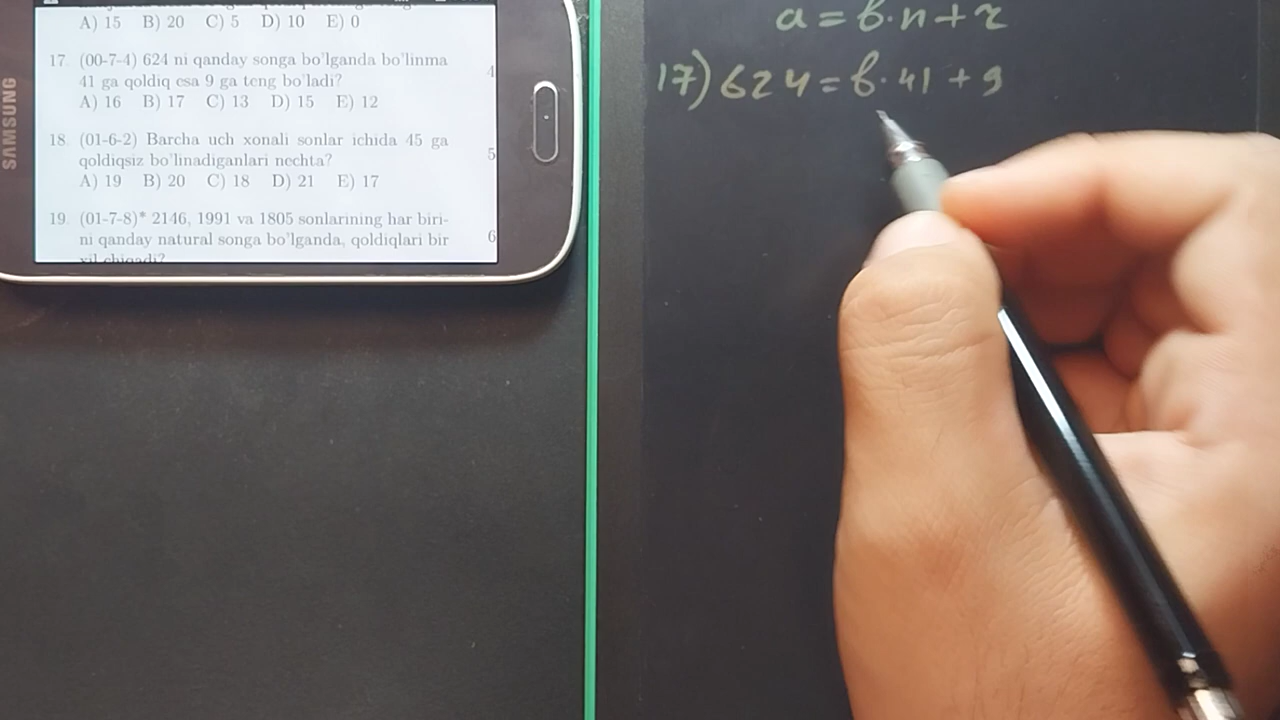 SAMSUNG
A) 15 B) 20 C) 5 D) 10 E) 0
17. (00-7-4) 624 ni qanday songa bo'lganda bo'linma
41 ga qoldiq esa 9 ga teng bo'ladi?
A) 16 B) 17 C) 13 D) 15 E) 12
18. (01-6-2) Barcha uch xonali sonlar ichida 45 ga
qoldiqsiz bo'linadiganlari nechta?
A) 19 B) 20 C) 18 D) 21 E) 17
19. (01-7-8)* 2146, 1991 va 1805 sonlarining har biri-
ni qanday natural songa bo'lganda, qoldiqlari bir
xil chiqadi?
4
5
6
a = b·n + r
17) 624 = b·41 + 9